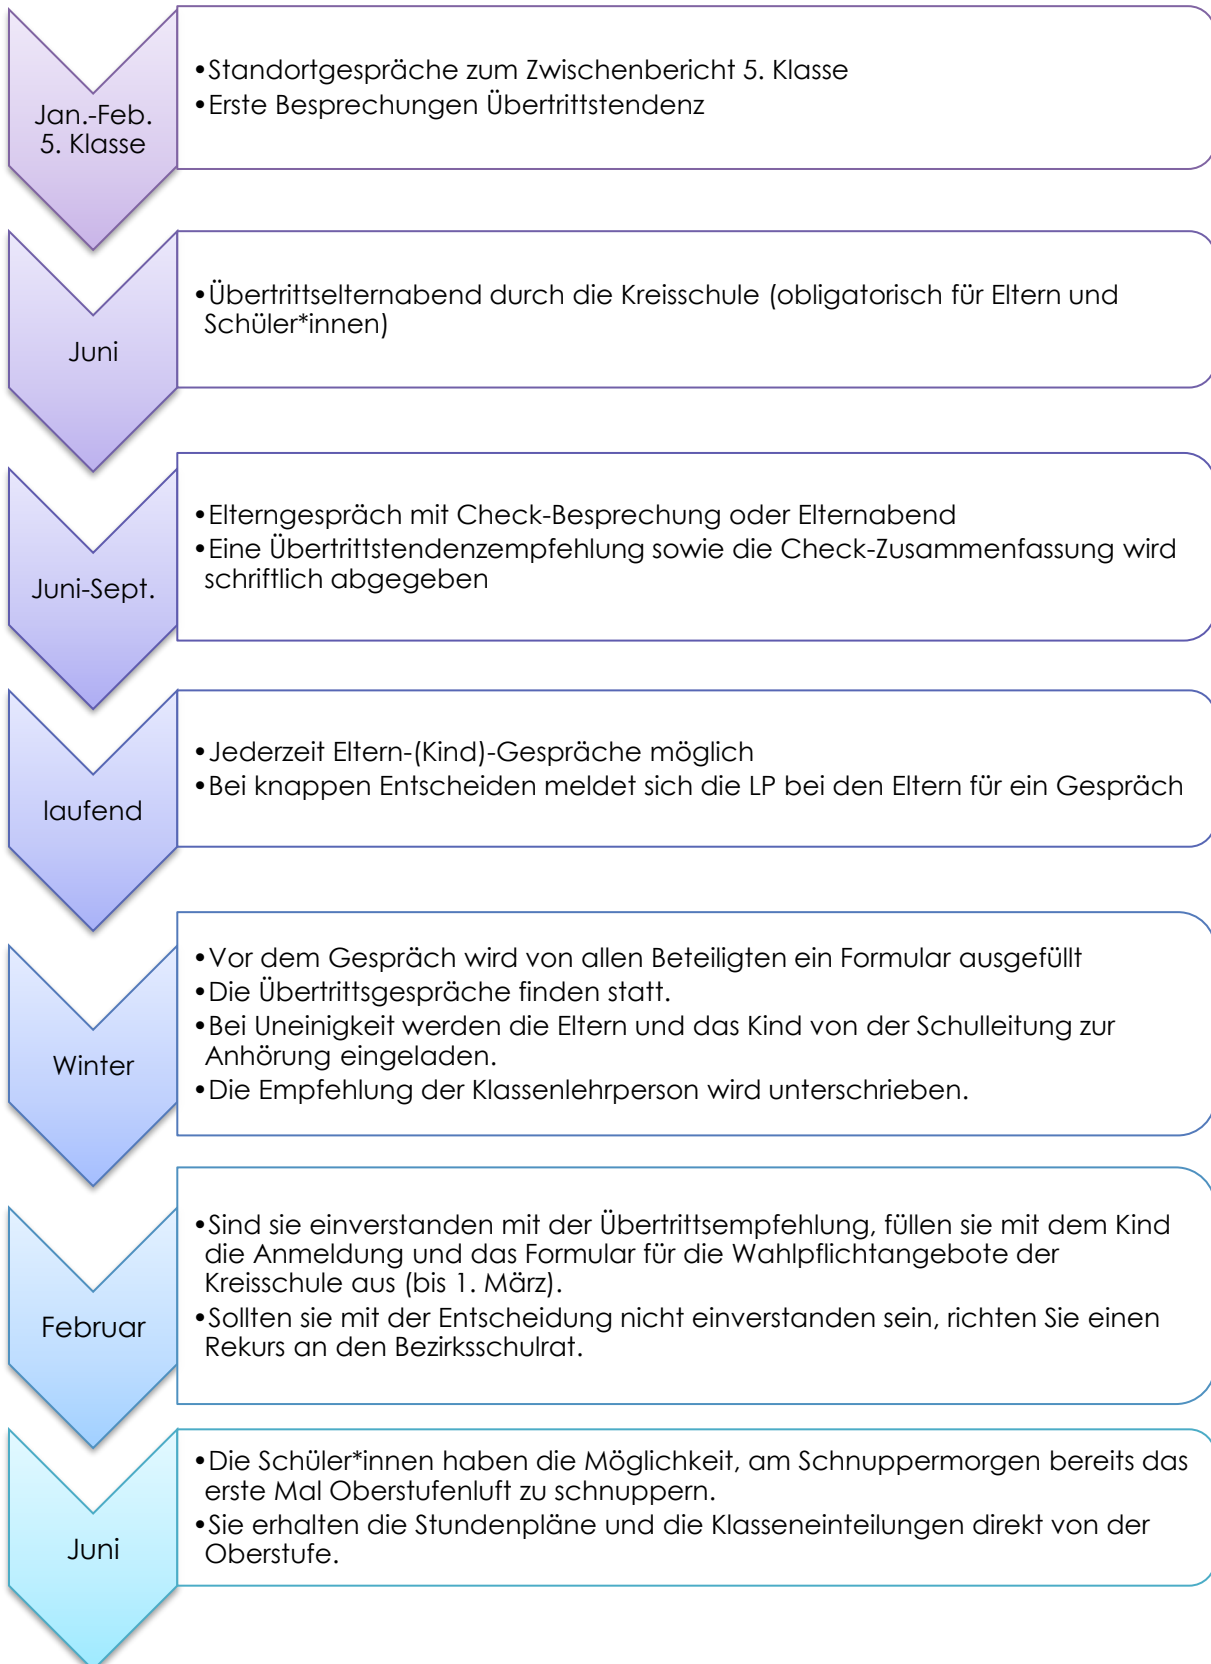 Jan.-Feb.
5. Klasse
•Standortgespräche zum Zwischenbericht 5. Klasse
•Erste Besprechungen Übertrittstendenz
Juni
•Übertrittselternabend durch die Kreisschule (obligatorisch für Eltern und
Schüler*innen)
Juni-Sept.
•Elterngespräch mit Check-Besprechung oder Elternabend
•Eine Übertrittstendenzempfehlung sowie die Check-Zusammenfassung wird
schriftlich abgegeben
laufend
•Jederzeit Eltern-(Kind)-Gespräche möglich
•Bei knappen Entscheiden meldet sich die LP bei den Eltern für ein Gespräch
Winter
•Vor dem Gespräch wird von allen Beteiligten ein Formular ausgefüllt
•Die Übertrittsgespräche finden statt.
•Bei Uneinigkeit werden die Eltern und das Kind von der Schulleitung zur
Anhörung eingeladen.
•Die Empfehlung der Klassenlehrperson wird unterschrieben.
Februar
•Sind sie einverstanden mit der Übertrittsempfehlung, füllen sie mit dem Kind
die Anmeldung und das Formular für die Wahlpflichtangebote der
Kreisschule aus (bis 1. März).
•Sollten sie mit der Entscheidung nicht einverstanden sein, richten Sie einen
Rekurs an den Bezirksschulrat.
Juni
•Die Schüler*innen haben die Möglichkeit, am Schnuppermorgen bereits das
erste Mal Oberstufenluft zu schnuppern.
•Sie erhalten die Stundenpläne und die Klasseneinteilungen direkt von der
Oberstufe.